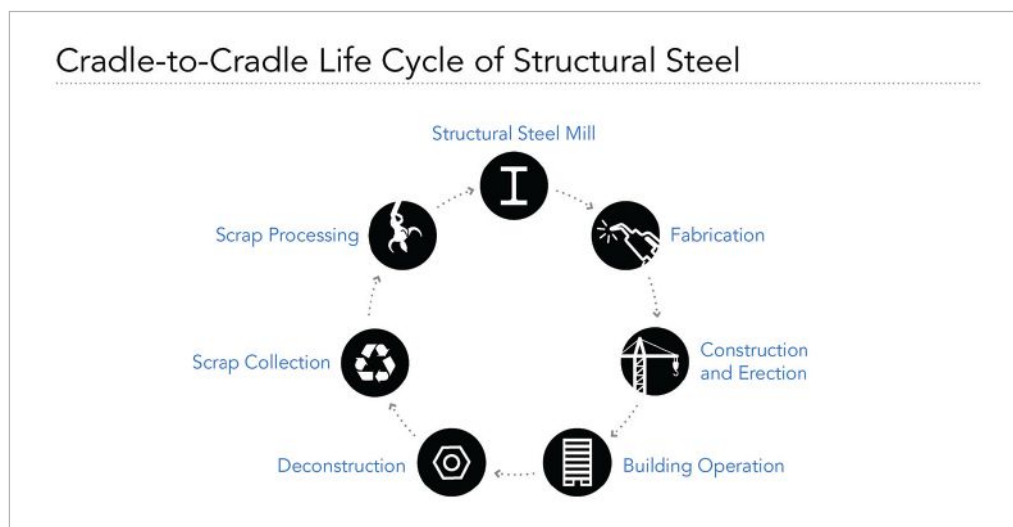 Cradle-to-Cradle Life Cycle of Structural Steel
Structural Steel Mill
Scrap Processing
Fabrication
Scrap Collection
Construction
and Erection
Deconstruction
Building Operation